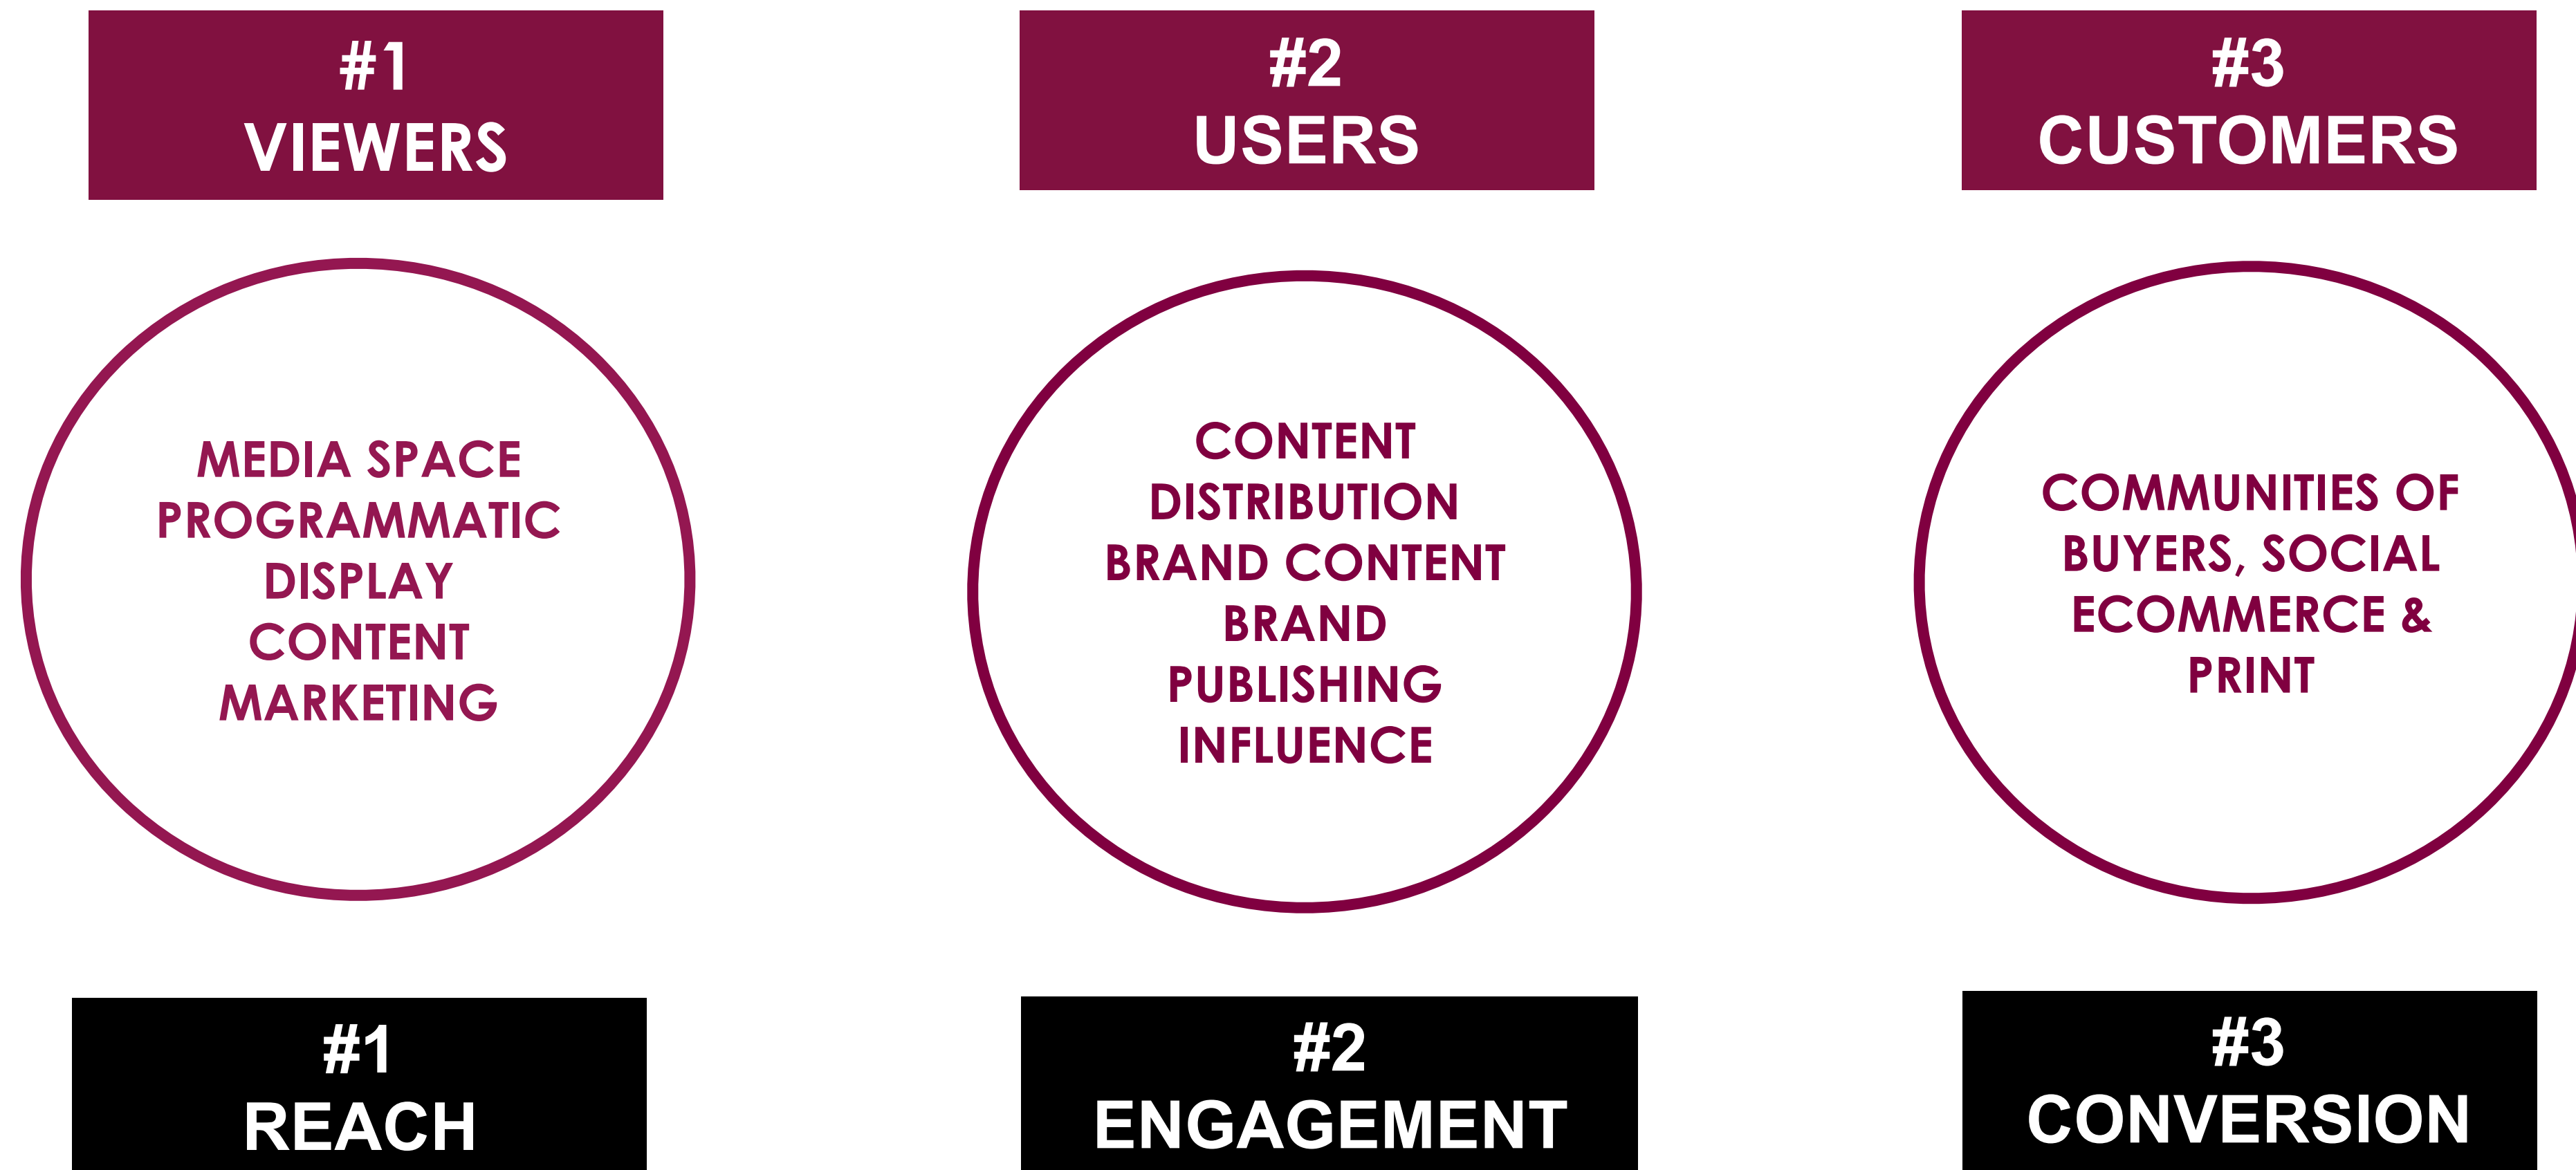 #1
VIEWERS
#2
USERS
#3
CUSTOMERS
MEDIA SPACE
PROGRAMMATIC
DISPLAY
CONTENT
MARKETING
CONTENT
DISTRIBUTION
BRAND CONTENT
BRAND
PUBLISHING
INFLUENCE
COMMUNITIES OF
BUYERS, SOCIAL
ECOMMERCE &
PRINT
#1
REACH
#2
ENGAGEMENT
#3
CONVERSION